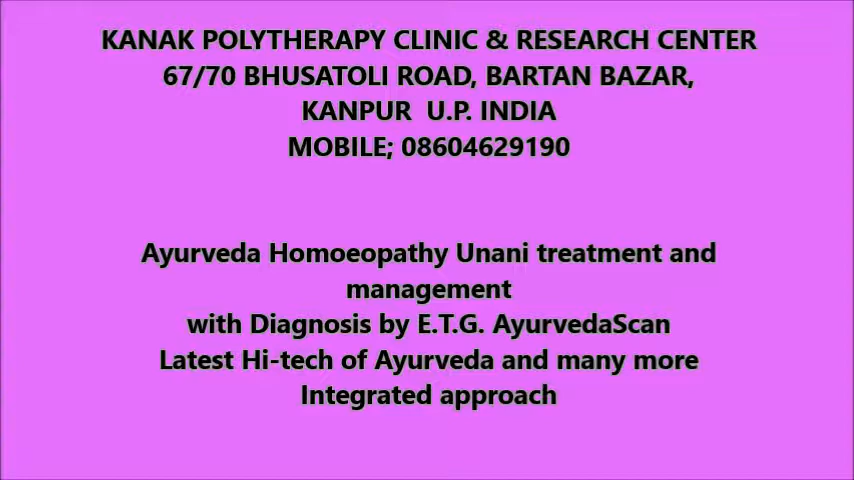 KANAK POLYTHERAPY CLINIC & RESEARCH CENTER
67/70 BHUSATOLI ROAD, BARTAN BAZAR,
KANPUR  U.P. INDIA
MOBILE; 08604629190
Ayurveda Homoeopathy Unani treatment and
management
with Diagnosis by E.T.G. AyurvedaScan
Latest Hi-tech of Ayurveda and many more
Integrated approach